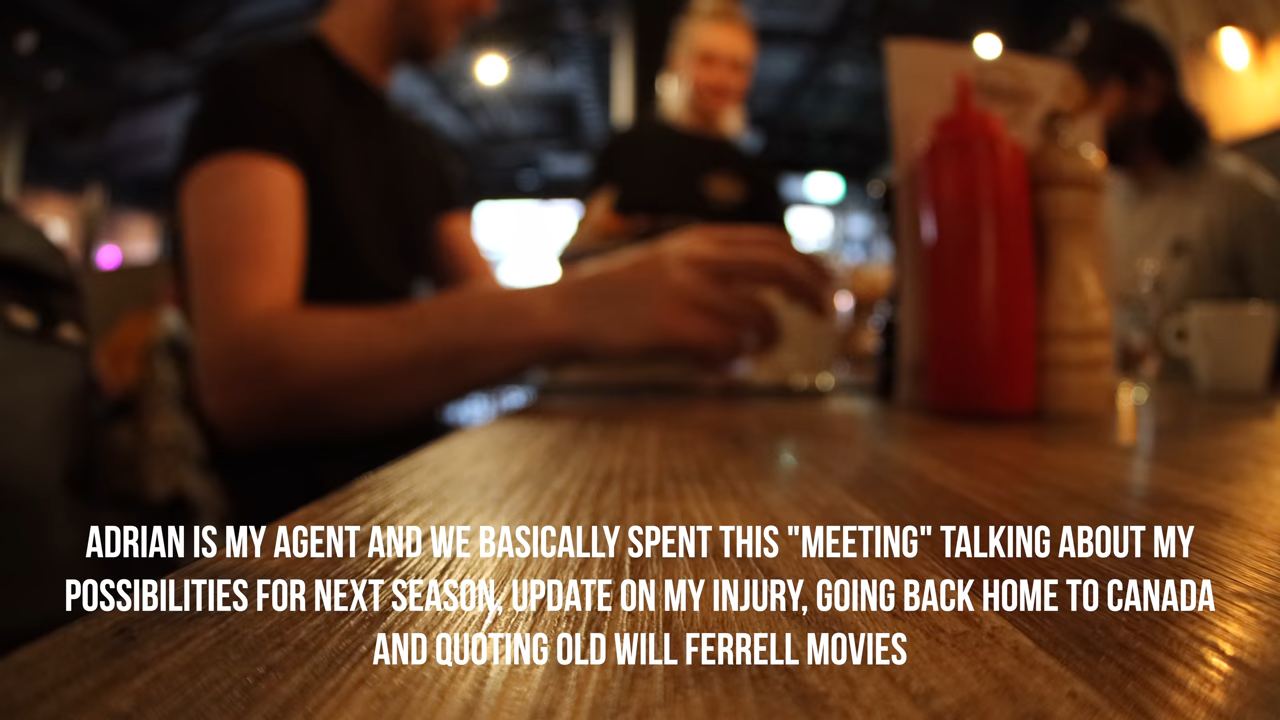 ADRIAN IS MY AGENT AND WE BASICALLY SPENT THIS "MEETING" TALKING ABOUT MY
POSSIBILITIES FOR NEXT SEASON, UPDATE ON MY INJURY, GOING BACK HOME TO CANADA
AND QUOTING OLD WILL FERRELL MOVIES